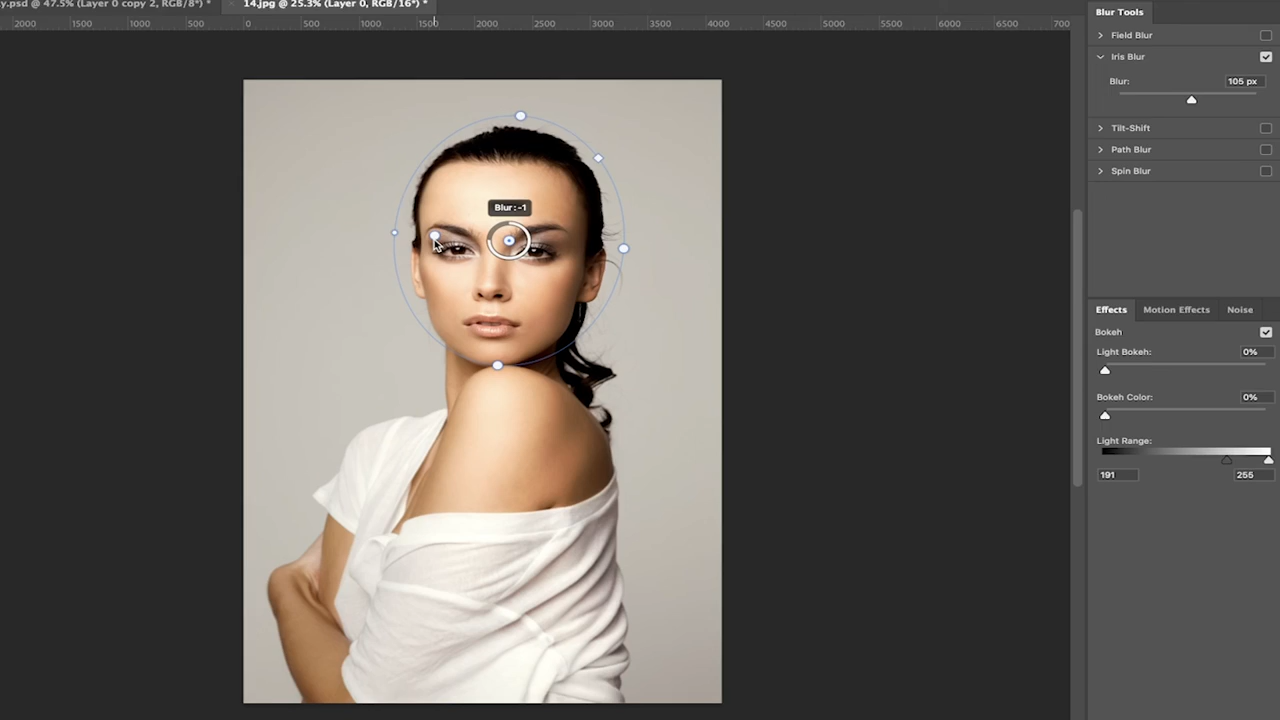 y.psd @ 47.5% (Layer 0 copy 2, RGB/8*) *
14.jpg @ 25.3% (Layer 0, RGB/16*) *
2000 0 500 1000 1500 2000 2500 3000 3500 4000 4500 5000 5500 6000 6500 700
Blur: -1
Blur Tools
Field Blur
Iris Blur
Blur: 105 px
Tilt-Shift
Path Blur
Spin Blur
Effects Motion Effects Noise
Bokeh
Light Bokeh: 0%
Bokeh Color: 0%
Light Range:
191 255